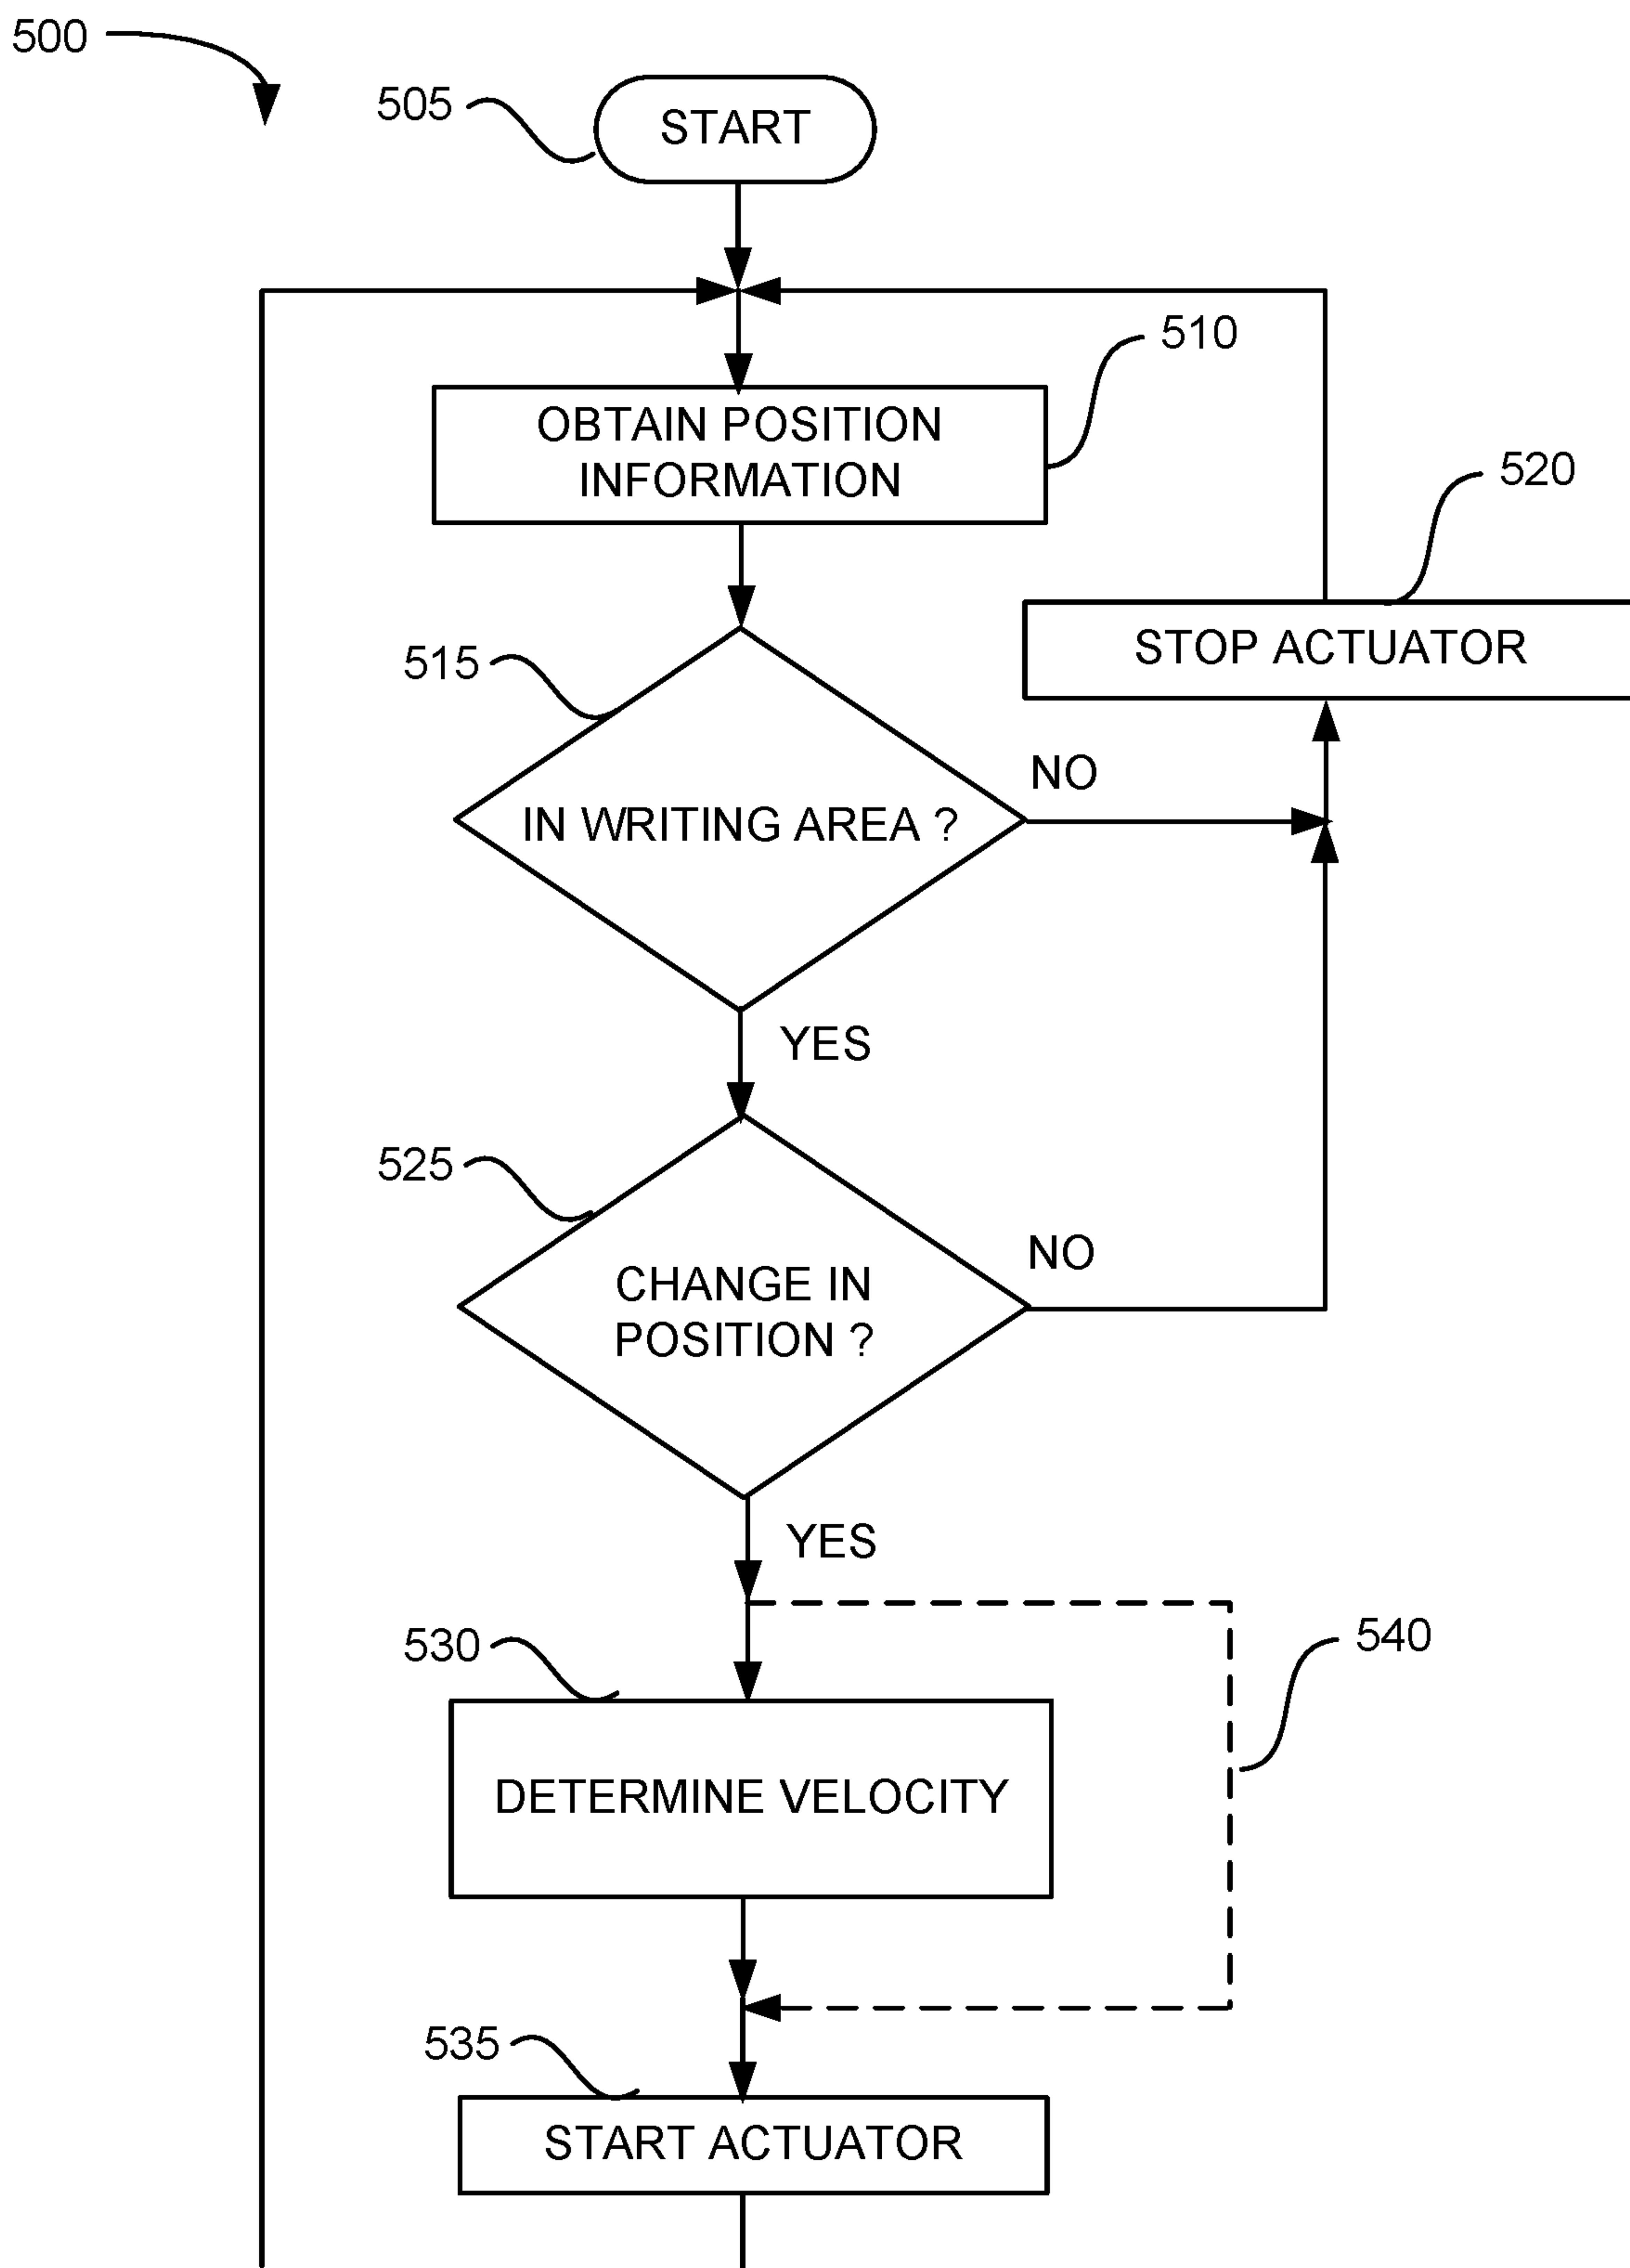 500
505
START
510
OBTAIN POSITION
INFORMATION
520
STOP ACTUATOR
515
NO
IN WRITING AREA ?
YES
525
NO
CHANGE IN
POSITION ?
YES
530
540
DETERMINE VELOCITY
535
START ACTUATOR